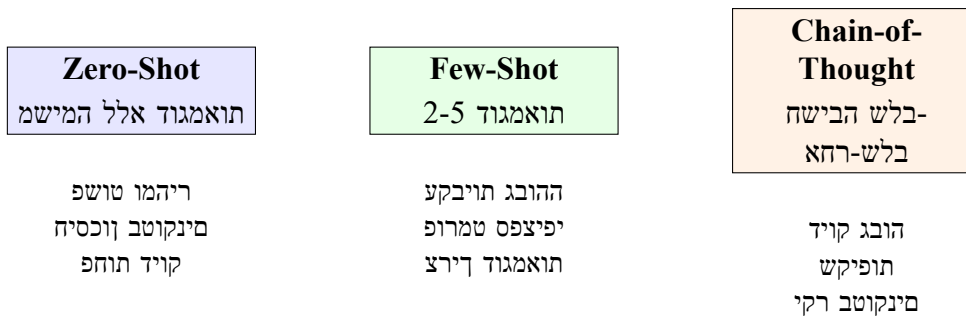 Zero-Shot
תואמגוד אלל המישמ
ריהמו טושפ
םינקוטב ןוכסיח
קויד תוחפ
Few-Shot
תואמגוד 2-5
ההובג תויבקע
יפיצפס טמרופ
תואמגוד ךירצ
Chain-of-
Thought
-בלש הבישח
בלש-רחא
הובג קויד
תופיקש
םינקוטב רקי